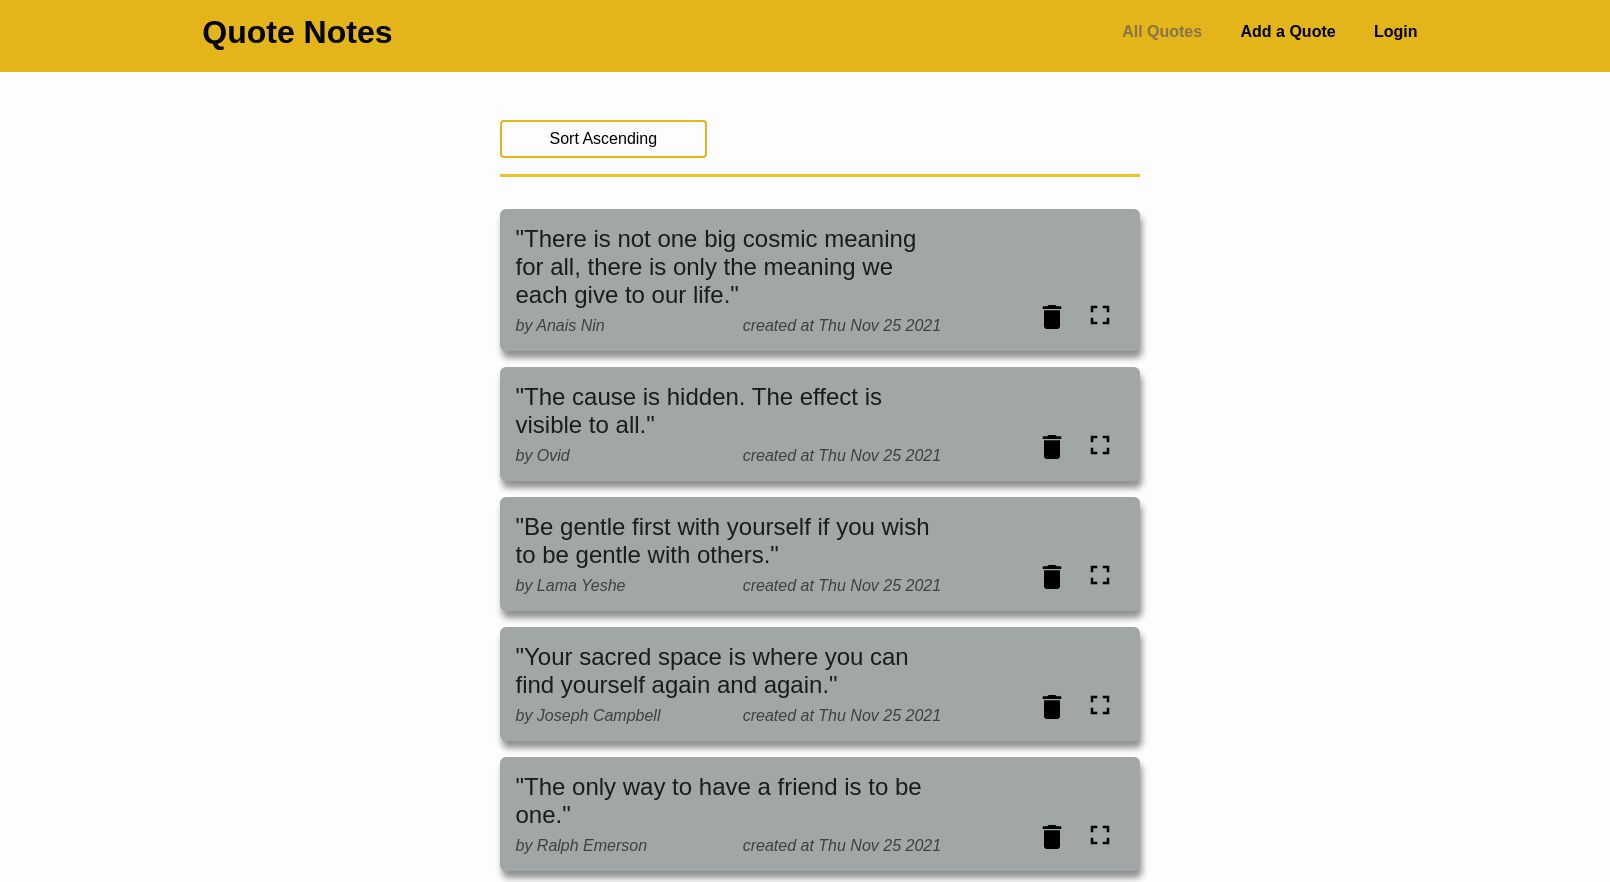 Quote Notes
All Quotes
Add a Quote
Login
Sort Ascending
"There is not one big cosmic meaning
for all, there is only the meaning we
each give to our life."
by Anais Nin
created at Thu Nov 25 2021
"The cause is hidden. The effect is
visible to all."
by Ovid
created at Thu Nov 25 2021
"Be gentle first with yourself if you wish
to be gentle with others."
by Lama Yeshe
created at Thu Nov 25 2021
"Your sacred space is where you can
find yourself again and again."
by Joseph Campbell
created at Thu Nov 25 2021
"The only way to have a friend is to be
one."
by Ralph Emerson
created at Thu Nov 25 2021